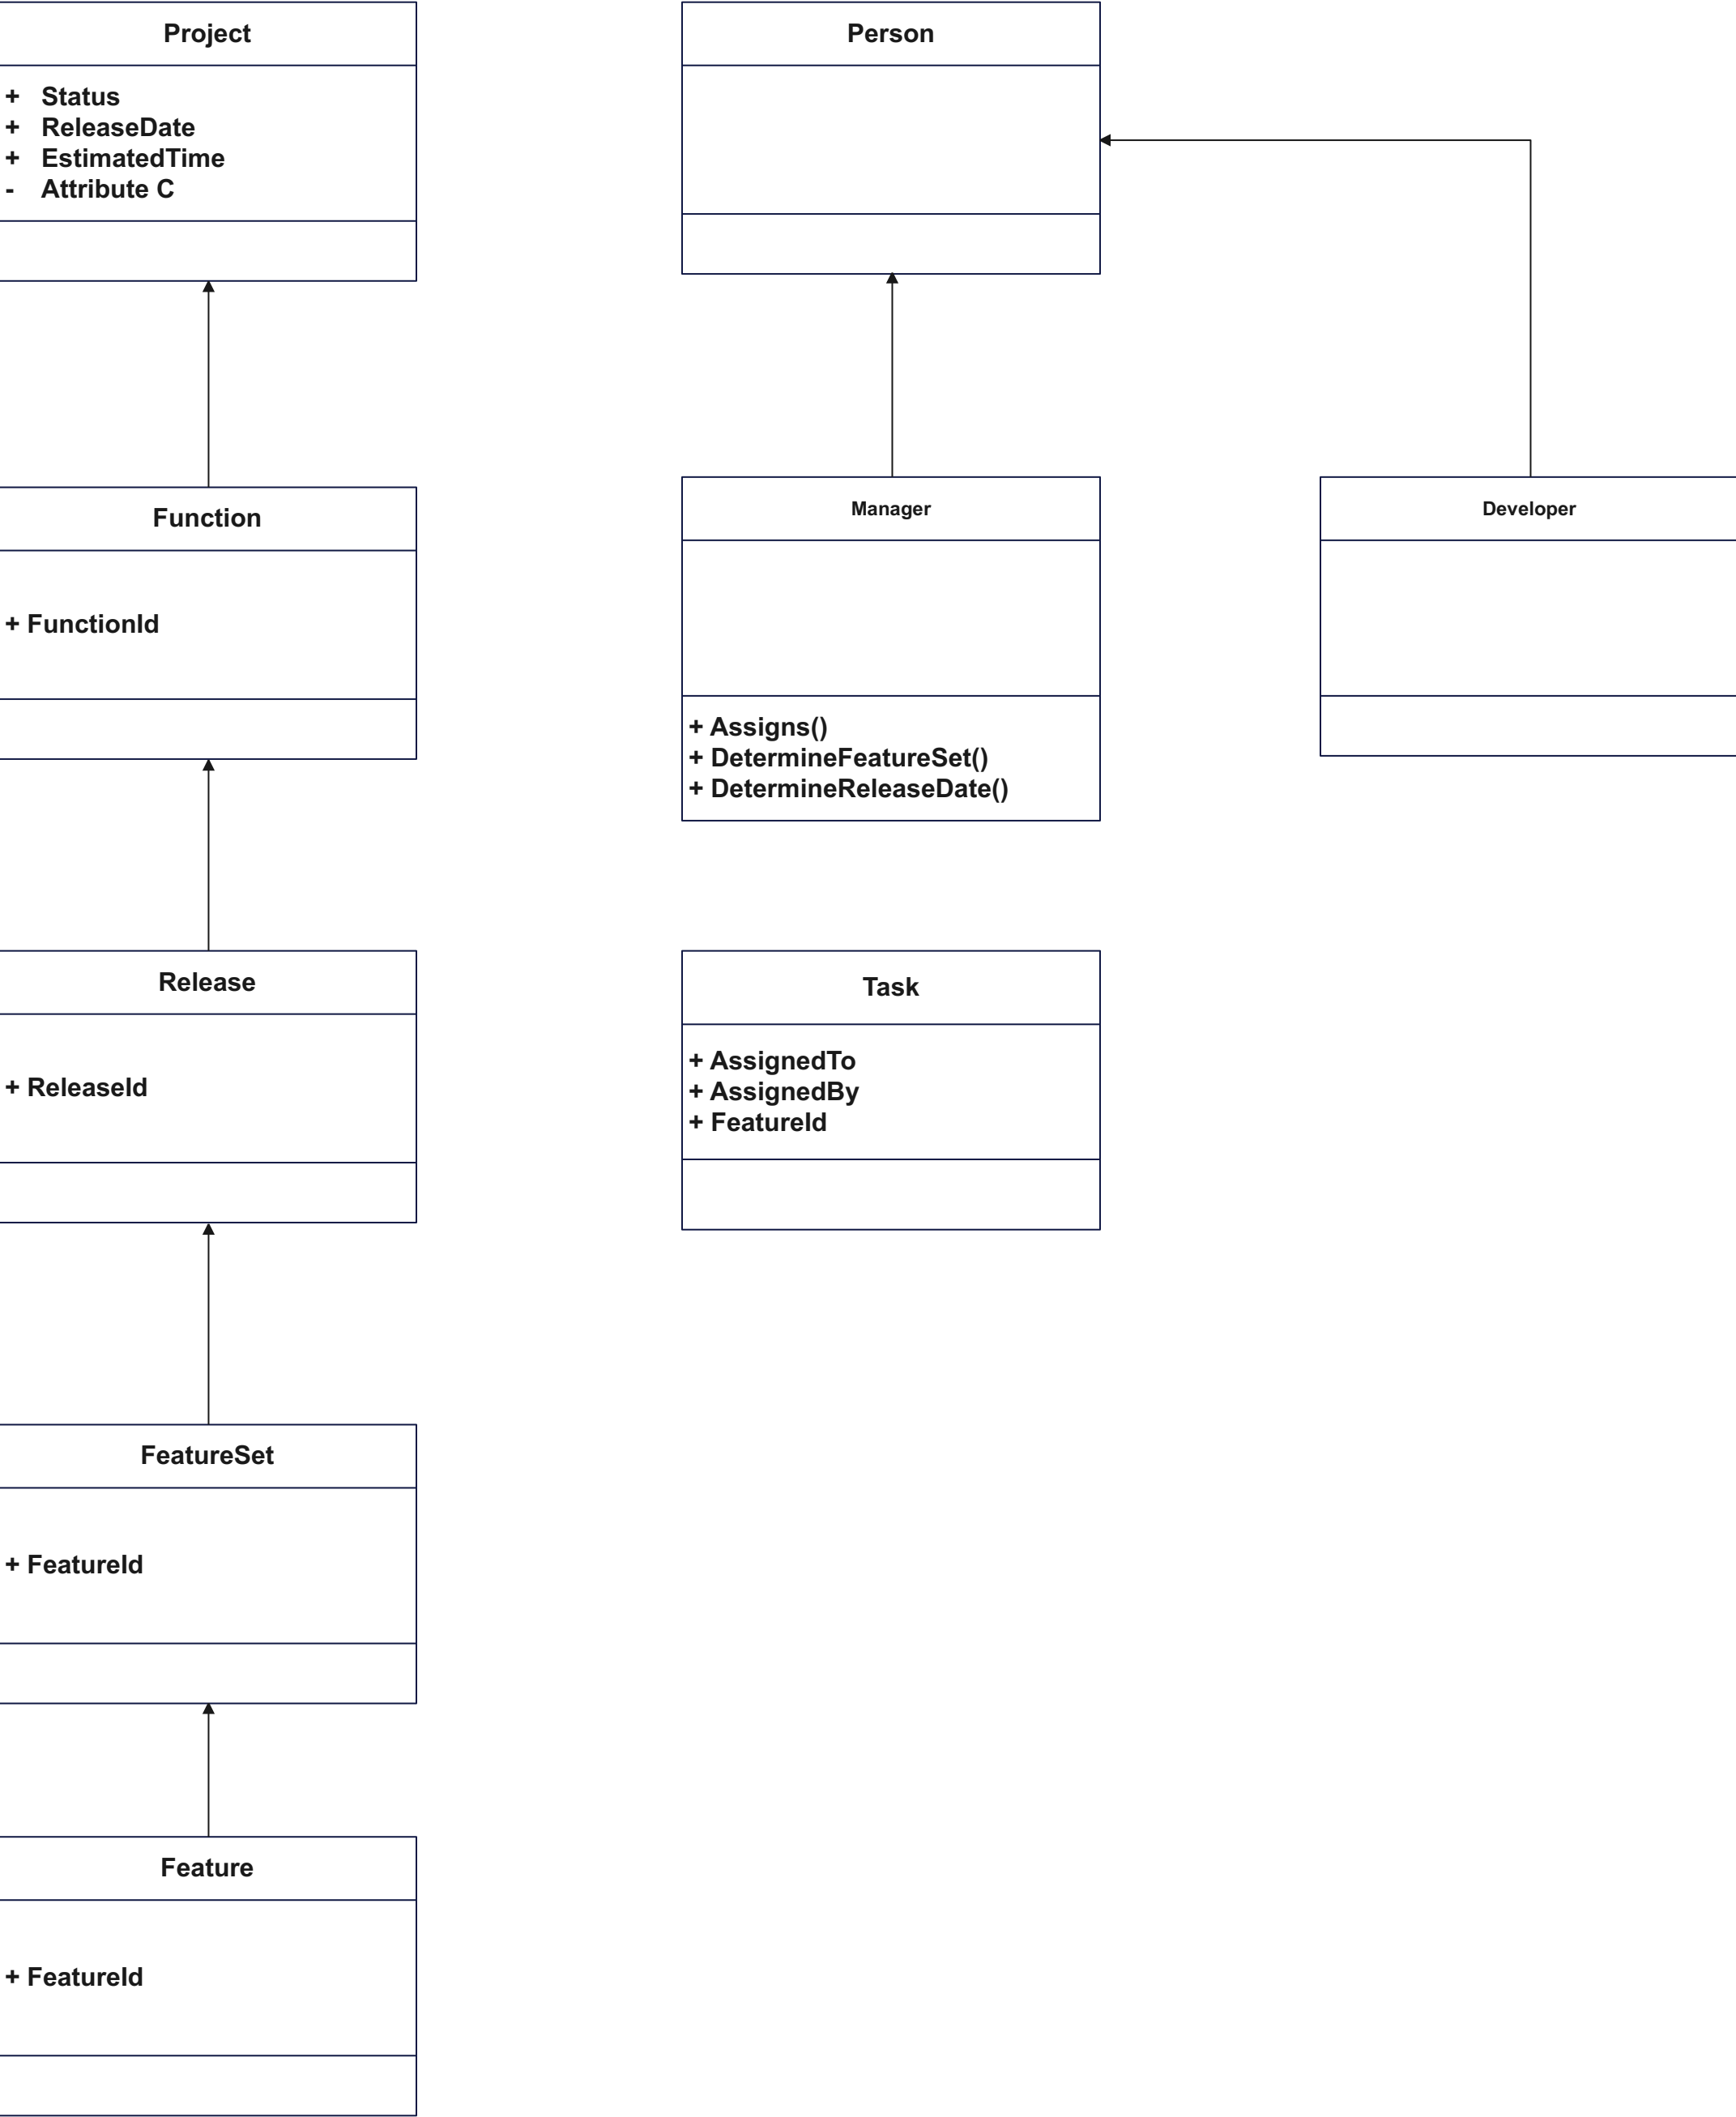 Project
+ Status
+ ReleaseDate
+ EstimatedTime
- Attribute C
Person
Function
+ FunctionId
Manager
+ Assigns()
+ DetermineFeatureSet()
+ DetermineReleaseDate()
Developer
Release
+ ReleaseId
Task
+ AssignedTo
+ AssignedBy
+ FeatureId
FeatureSet
+ FeatureId
Feature
+ FeatureId